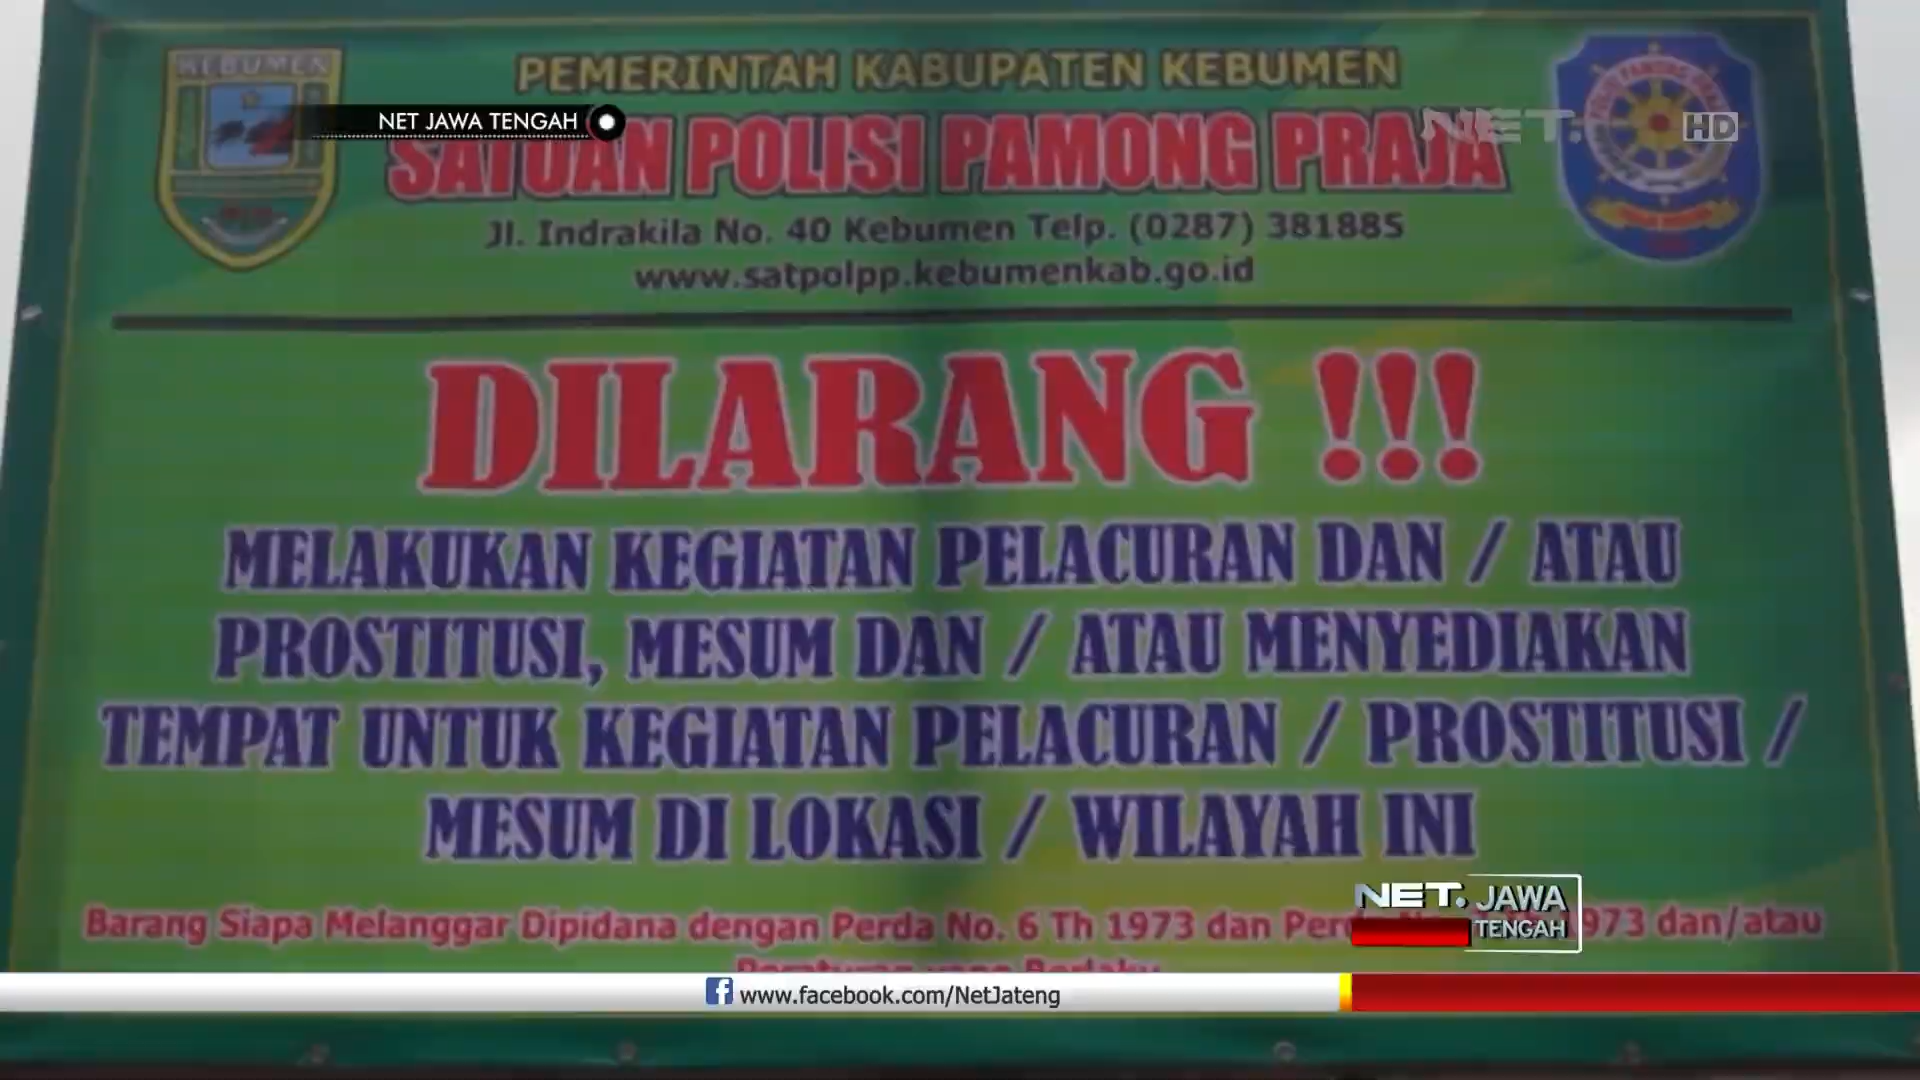 KEBUMEN
PEMERINTAH KABUPATEN KEBUMEN
NET JAWA TENGAH
NET. HD
SATUAN POLISI PAMONG PRAJA
Jl. Indrakila No. 40 Kebumen Telp. (0287) 381885
www.satpolpp.kebumenkab.go.id
DILARANG !!!
MELAKUKAN KEGIATAN PELACURAN DAN / ATAU
PROSTITUSI, MESUM DAN / ATAU MENYEDIAKAN
TEMPAT UNTUK KEGIATAN PELACURAN / PROSTITUSI /
MESUM DI LOKASI / WILAYAH INI
Barang Siapa Melanggar Dipidana dengan Perda No. 6 Th 1973 dan 1973 dan/atau
NET. JAWA
TENGAH
www.facebook.com/NetJateng